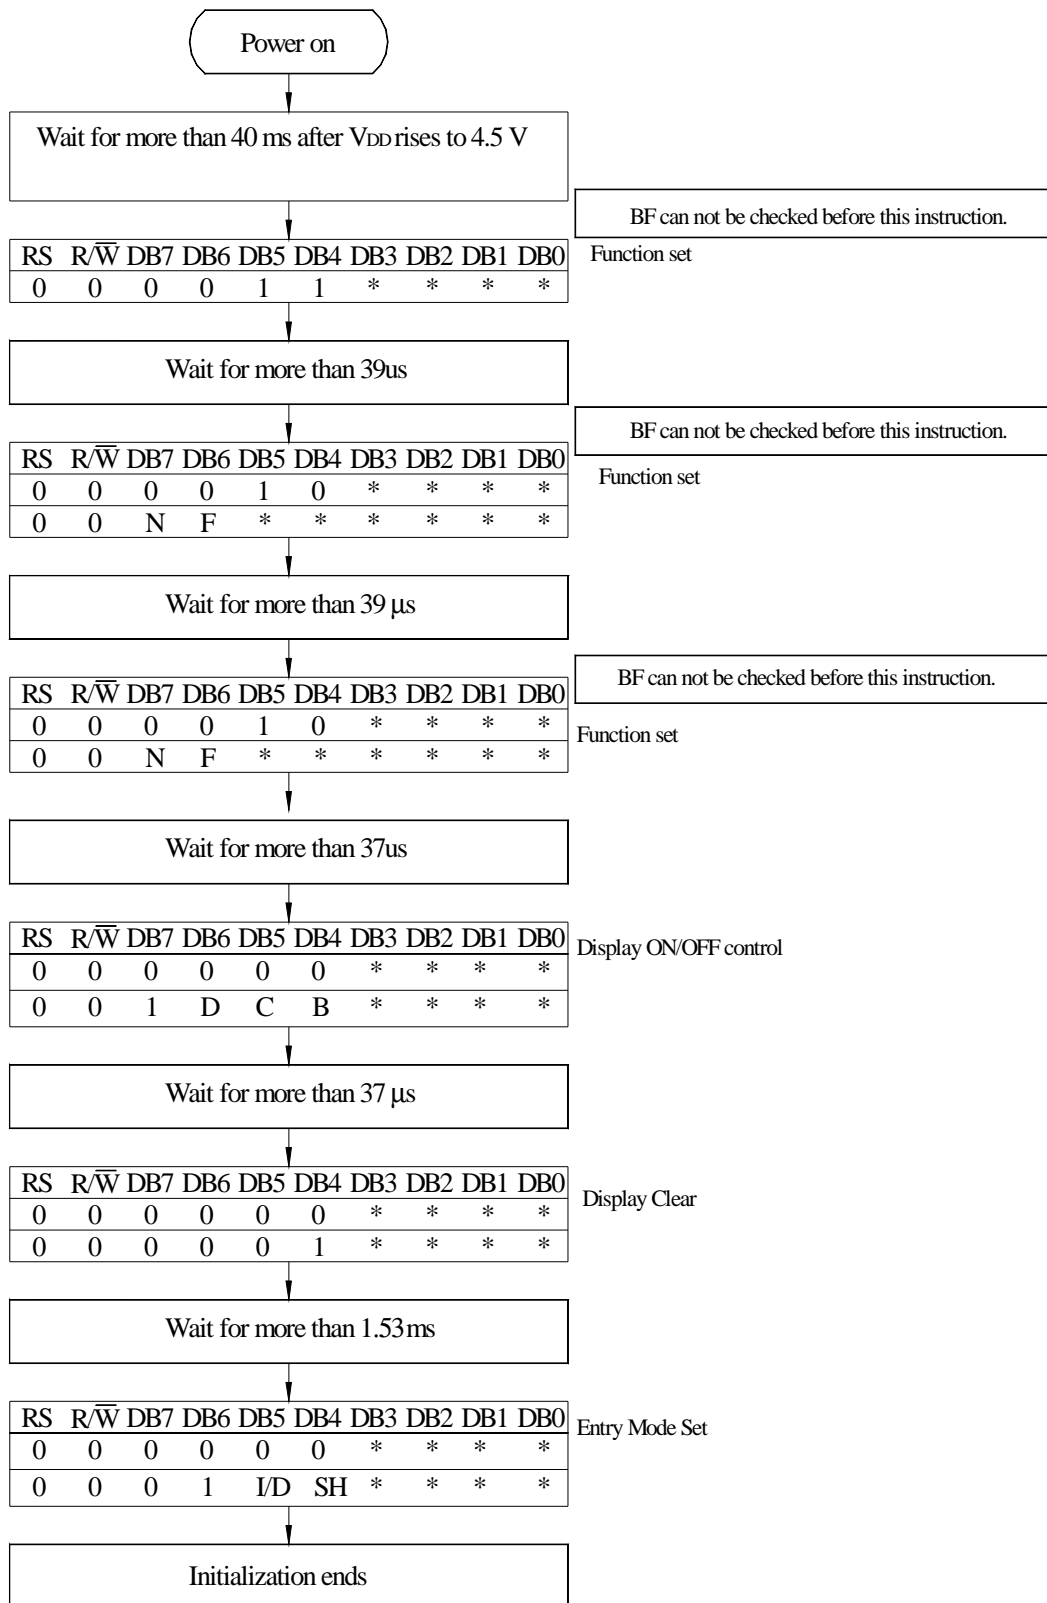 Power on
Wait for more than 40 ms after VDD rises to 4.5 V
BF can not be checked before this instruction.
RS R/W̅ DB7 DB6 DB5 DB4 DB3 DB2 DB1 DB0
Function set
0 0 0 0 1 1 * * * *
Wait for more than 39us
BF can not be checked before this instruction.
RS R/W̅ DB7 DB6 DB5 DB4 DB3 DB2 DB1 DB0
Function set
0 0 0 0 1 0 * * * *
0 0 N F * * * * * *
Wait for more than 39 μs
BF can not be checked before this instruction.
RS R/W̅ DB7 DB6 DB5 DB4 DB3 DB2 DB1 DB0
0 0 0 0 1 0 * * * *
Function set
0 0 N F * * * * * *
Wait for more than 37us
RS R/W̅ DB7 DB6 DB5 DB4 DB3 DB2 DB1 DB0
Display ON/OFF control
0 0 0 0 0 0 * * * *
0 0 1 D C B * * * *
Wait for more than 37 μs
RS R/W̅ DB7 DB6 DB5 DB4 DB3 DB2 DB1 DB0
Display Clear
0 0 0 0 0 0 * * * *
0 0 0 0 0 1 * * * *
Wait for more than 1.53ms
RS R/W̅ DB7 DB6 DB5 DB4 DB3 DB2 DB1 DB0
Entry Mode Set
0 0 0 0 0 0 * * * *
0 0 0 1 I/D SH * * * *
Initialization ends